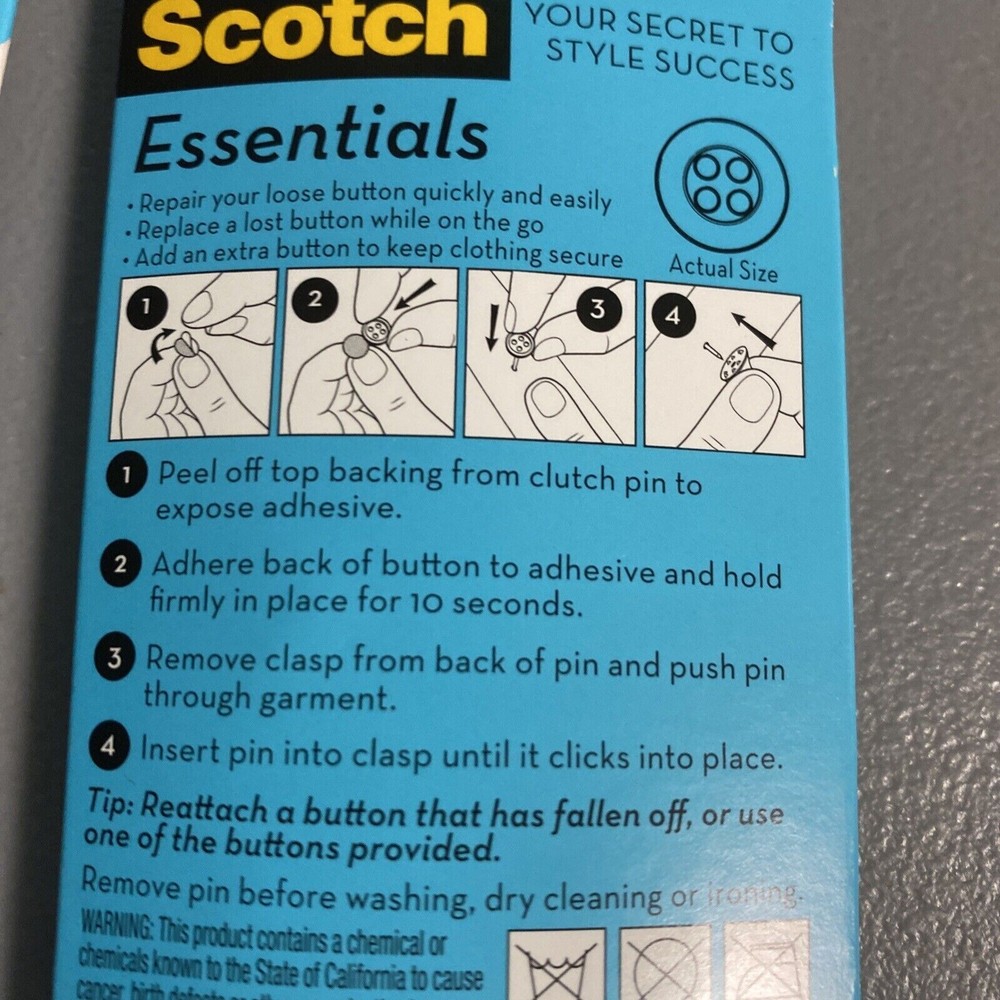 Scotch
YOUR SECRET TO
STYLE SUCCESS
Essentials
• Repair your loose button quickly and easily
• Replace a lost button while on the go
• Add an extra button to keep clothing secure
Actual Size
1
2
3
4
1 Peel off top backing from clutch pin to
expose adhesive.
2 Adhere back of button to adhesive and hold
firmly in place for 10 seconds.
3 Remove clasp from back of pin and push pin
through garment.
4 Insert pin into clasp until it clicks into place.
Tip: Reattach a button that has fallen off, or use
one of the buttons provided.
Remove pin before washing, dry cleaning or ironing.
WARNING: This product contains a chemical or
chemicals known to the State of California to cause
cancer, birth defects